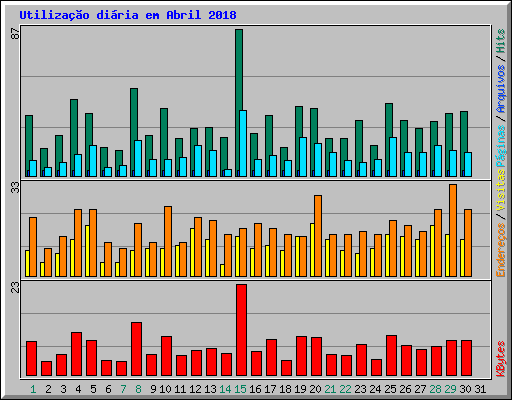 Utilização diária em Abril 2018
87
33
23
Endereços / Visitas Páginas / Arquivos / Hits
KBytes
1 2 3 4 5 6 7 8 9 10 11 12 13 14 15 16 17 18 19 20 21 22 23 24 25 26 27 28 29 30 31